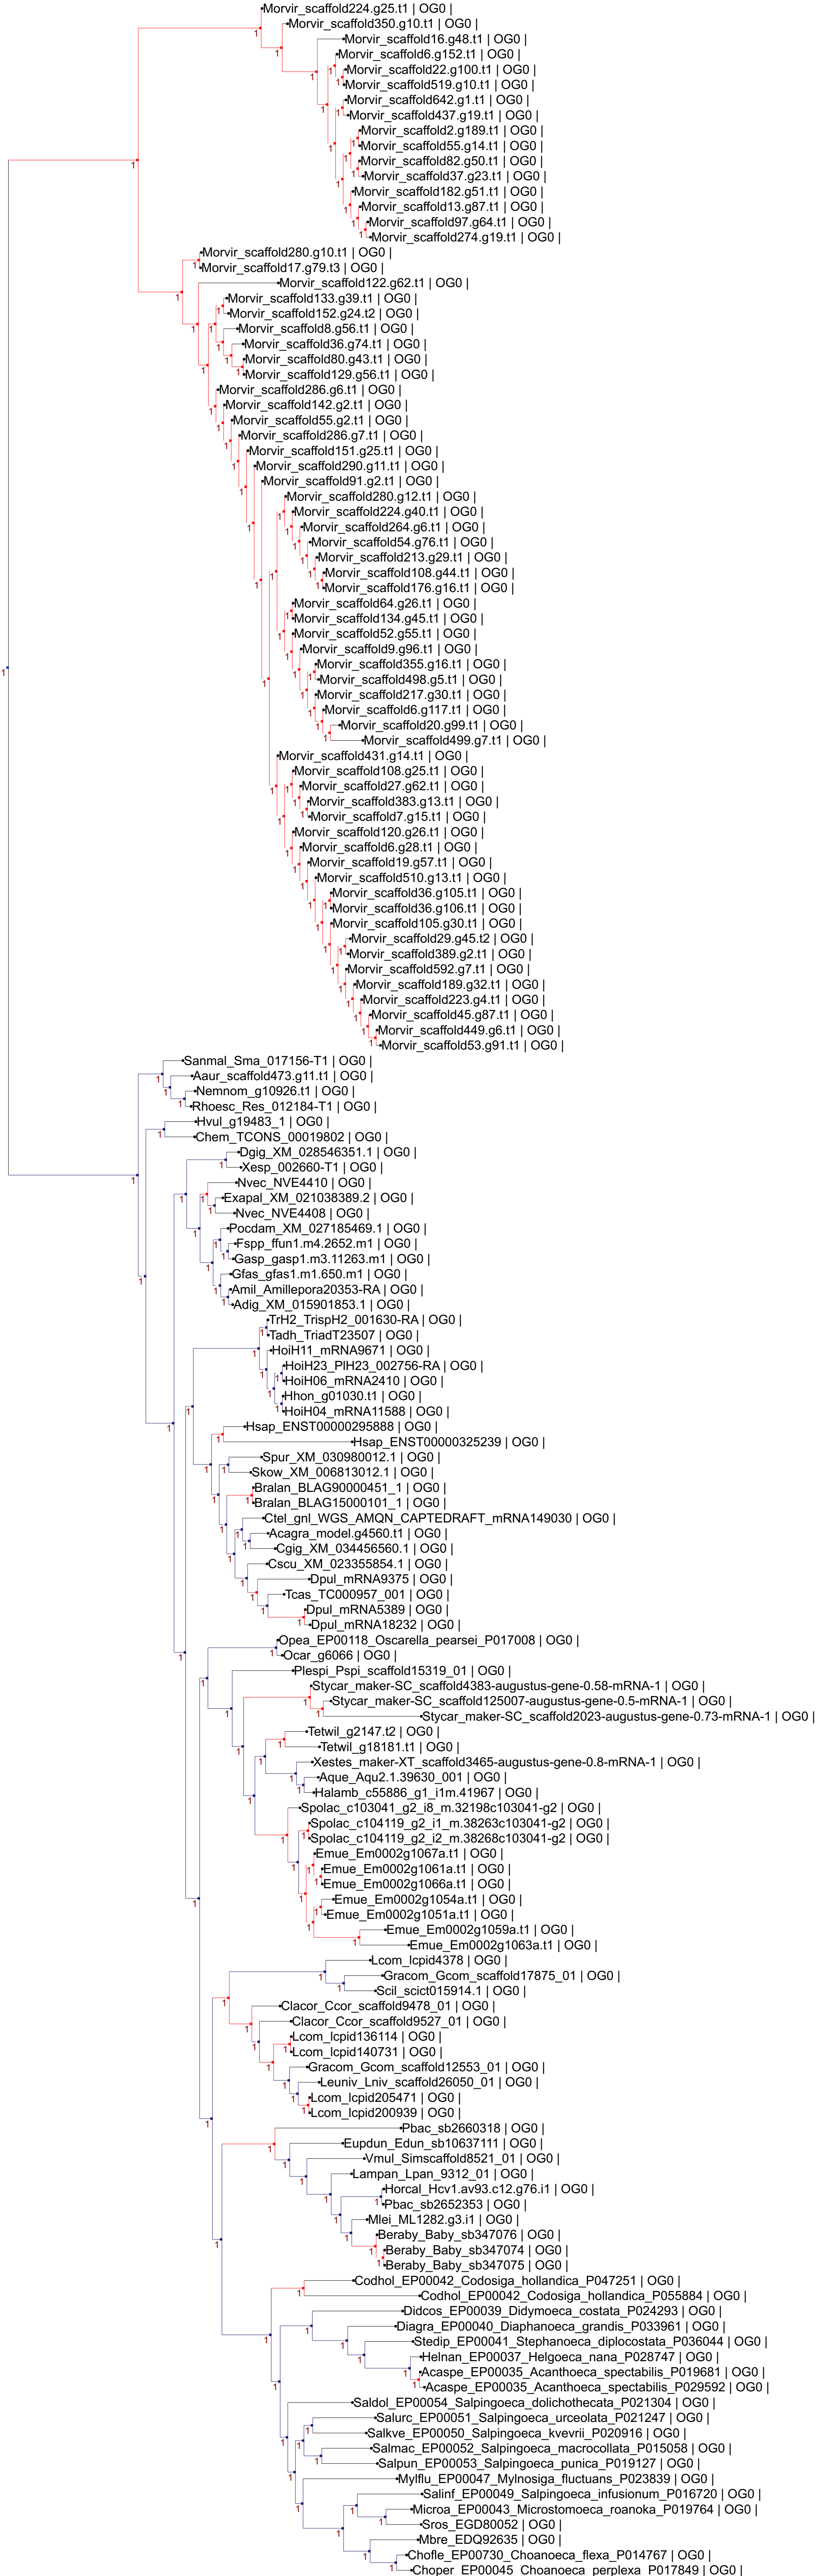 Morvir_scaffold224.g25.t1 | OG0 |
Morvir_scaffold350.g10.t1 | OG0 |
Morvir_scaffold16.g48.t1 | OG0 |
Morvir_scaffold6.g152.t1 | OG0 |
Morvir_scaffold22.g100.t1 | OG0 |
Morvir_scaffold519.g10.t1 | OG0 |
Morvir_scaffold642.g1.t1 | OG0 |
Morvir_scaffold437.g19.t1 | OG0 |
Morvir_scaffold2.g189.t1 | OG0 |
Morvir_scaffold55.g14.t1 | OG0 |
Morvir_scaffold82.g50.t1 | OG0 |
Morvir_scaffold37.g23.t1 | OG0 |
Morvir_scaffold182.g51.t1 | OG0 |
Morvir_scaffold13.g87.t1 | OG0 |
Morvir_scaffold97.g64.t1 | OG0 |
Morvir_scaffold274.g19.t1 | OG0 |
Morvir_scaffold280.g10.t1 | OG0 |
Morvir_scaffold17.g79.t3 | OG0 |
Morvir_scaffold122.g62.t1 | OG0 |
Morvir_scaffold133.g39.t1 | OG0 |
Morvir_scaffold152.g24.t2 | OG0 |
Morvir_scaffold8.g56.t1 | OG0 |
Morvir_scaffold36.g74.t1 | OG0 |
Morvir_scaffold80.g43.t1 | OG0 |
Morvir_scaffold129.g56.t1 | OG0 |
Morvir_scaffold286.g6.t1 | OG0 |
Morvir_scaffold142.g2.t1 | OG0 |
Morvir_scaffold55.g2.t1 | OG0 |
Morvir_scaffold286.g7.t1 | OG0 |
Morvir_scaffold151.g25.t1 | OG0 |
Morvir_scaffold290.g11.t1 | OG0 |
Morvir_scaffold91.g2.t1 | OG0 |
Morvir_scaffold280.g12.t1 | OG0 |
Morvir_scaffold224.g40.t1 | OG0 |
Morvir_scaffold264.g6.t1 | OG0 |
Morvir_scaffold54.g76.t1 | OG0 |
Morvir_scaffold213.g29.t1 | OG0 |
Morvir_scaffold108.g44.t1 | OG0 |
Morvir_scaffold176.g16.t1 | OG0 |
Morvir_scaffold64.g26.t1 | OG0 |
Morvir_scaffold134.g45.t1 | OG0 |
Morvir_scaffold52.g55.t1 | OG0 |
Morvir_scaffold9.g96.t1 | OG0 |
Morvir_scaffold355.g16.t1 | OG0 |
Morvir_scaffold498.g5.t1 | OG0 |
Morvir_scaffold217.g30.t1 | OG0 |
Morvir_scaffold6.g117.t1 | OG0 |
Morvir_scaffold20.g99.t1 | OG0 |
Morvir_scaffold499.g7.t1 | OG0 |
Morvir_scaffold431.g14.t1 | OG0 |
Morvir_scaffold108.g25.t1 | OG0 |
Morvir_scaffold27.g62.t1 | OG0 |
Morvir_scaffold383.g13.t1 | OG0 |
Morvir_scaffold7.g15.t1 | OG0 |
Morvir_scaffold120.g26.t1 | OG0 |
Morvir_scaffold6.g28.t1 | OG0 |
Morvir_scaffold19.g57.t1 | OG0 |
Morvir_scaffold510.g13.t1 | OG0 |
Morvir_scaffold36.g105.t1 | OG0 |
Morvir_scaffold36.g106.t1 | OG0 |
Morvir_scaffold105.g30.t1 | OG0 |
Morvir_scaffold29.g45.t2 | OG0 |
Morvir_scaffold389.g2.t1 | OG0 |
Morvir_scaffold592.g7.t1 | OG0 |
Morvir_scaffold189.g32.t1 | OG0 |
Morvir_scaffold223.g4.t1 | OG0 |
Morvir_scaffold45.g87.t1 | OG0 |
Morvir_scaffold449.g6.t1 | OG0 |
Morvir_scaffold53.g91.t1 | OG0 |
Sanmal_Sma_017156-T1 | OG0 |
Aaur_scaffold473.g11.t1 | OG0 |
Nemnom_g10926.t1 | OG0 |
Rhoesc_Res_012184-T1 | OG0 |
Hvul_g19483_1 | OG0 |
Chem_TCONS_00019802 | OG0 |
Dgig_XM_028546351.1 | OG0 |
Xesp_002660-T1 | OG0 |
Nvec_NVE4410 | OG0 |
Exapal_XM_021038389.2 | OG0 |
Nvec_NVE4408 | OG0 |
Pocdam_XM_027185469.1 | OG0 |
Fspp_ffun1.m4.2652.m1 | OG0 |
Gasp_gasp1.m3.11263.m1 | OG0 |
Gfas_gfas1.m1.650.m1 | OG0 |
Amil_Amillepora20353-RA | OG0 |
Adig_XM_015901853.1 | OG0 |
TrH2_TrispH2_001630-RA | OG0 |
Tadh_TriadT23507 | OG0 |
HoiH11_mRNA9671 | OG0 |
HoiH23_PlH23_002756-RA | OG0 |
HoiH06_mRNA2410 | OG0 |
Hhon_g01030.t1 | OG0 |
HoiH04_mRNA11588 | OG0 |
Hsap_ENST00000295888 | OG0 |
Hsap_ENST00000325239 | OG0 |
Spur_XM_030980012.1 | OG0 |
Skow_XM_006813012.1 | OG0 |
Bralan_BLAG90000451_1 | OG0 |
Bralan_BLAG15000101_1 | OG0 |
Ctel_gnl_WGS_AMQN_CAPTEDRAFT_mRNA149030 | OG0 |
Acagra_model.g4560.t1 | OG0 |
Cgig_XM_034456560.1 | OG0 |
Cscu_XM_023355854.1 | OG0 |
Dpul_mRNA9375 | OG0 |
Tcas_TC000957_001 | OG0 |
Dpul_mRNA5389 | OG0 |
Dpul_mRNA18232 | OG0 |
Opea_EP00118_Oscarella_pearsei_P017008 | OG0 |
Ocar_g6066 | OG0 |
Plespi_Pspi_scaffold15319_01 | OG0 |
Stycar_maker-SC_scaffold4383-augustus-gene-0.58-mRNA-1 | OG0 |
Stycar_maker-SC_scaffold125007-augustus-gene-0.5-mRNA-1 | OG0 |
Stycar_maker-SC_scaffold2023-augustus-gene-0.73-mRNA-1 | OG0 |
Tetwil_g2147.t2 | OG0 |
Tetwil_g18181.t1 | OG0 |
Xestes_maker-XT_scaffold3465-augustus-gene-0.8-mRNA-1 | OG0 |
Aque_Aqu2.1.39630_001 | OG0 |
Halamb_c55886_g1_i1m.41967 | OG0 |
Spolac_c103041_g2_i8_m.32198c103041-g2 | OG0 |
Spolac_c104119_g2_i1_m.38263c103041-g2 | OG0 |
Spolac_c104119_g2_i2_m.38268c103041-g2 | OG0 |
Emue_Em0002g1067a.t1 | OG0 |
Emue_Em0002g1061a.t1 | OG0 |
Emue_Em0002g1066a.t1 | OG0 |
Emue_Em0002g1054a.t1 | OG0 |
Emue_Em0002g1051a.t1 | OG0 |
Emue_Em0002g1059a.t1 | OG0 |
Emue_Em0002g1063a.t1 | OG0 |
Lcom_lcpid4378 | OG0 |
Gracom_Gcom_scaffold17875_01 | OG0 |
Scil_scict015914.1 | OG0 |
Clacor_Ccor_scaffold9478_01 | OG0 |
Clacor_Ccor_scaffold9527_01 | OG0 |
Lcom_lcpid136114 | OG0 |
Lcom_lcpid140731 | OG0 |
Gracom_Gcom_scaffold12553_01 | OG0 |
Leuniv_Lniv_scaffold26050_01 | OG0 |
Lcom_lcpid205471 | OG0 |
Lcom_lcpid200939 | OG0 |
Pbac_sb2660318 | OG0 |
Eupdun_Edun_sb10637111 | OG0 |
Vmul_Simscaffold8521_01 | OG0 |
Lampan_Lpan_9312_01 | OG0 |
Horcal_Hcv1.av93.c12.g76.i1 | OG0 |
Pbac_sb2652353 | OG0 |
Mlei_ML1282.g3.i1 | OG0 |
Beraby_Baby_sb347076 | OG0 |
Beraby_Baby_sb347074 | OG0 |
Beraby_Baby_sb347075 | OG0 |
Codhol_EP00042_Codosiga_hollandica_P047251 | OG0 |
Codhol_EP00042_Codosiga_hollandica_P055884 | OG0 |
Didcos_EP00039_Didymoeca_costata_P024293 | OG0 |
Diagra_EP00040_Diaphanoeca_grandis_P033961 | OG0 |
Stedip_EP00041_Stephanoeca_diplocostata_P036044 | OG0 |
Helnan_EP00037_Helgoeca_nana_P028747 | OG0 |
Acaspe_EP00035_Acanthoeca_spectabilis_P019681 | OG0 |
Acaspe_EP00035_Acanthoeca_spectabilis_P029592 | OG0 |
Saldol_EP00054_Salpingoeca_dolichothecata_P021304 | OG0 |
Salurc_EP00051_Salpingoeca_urceolata_P021247 | OG0 |
Salkve_EP00050_Salpingoeca_kvevrii_P020916 | OG0 |
Salmac_EP00052_Salpingoeca_macrocollata_P015058 | OG0 |
Salpun_EP00053_Salpingoeca_punica_P019127 | OG0 |
Mylflu_EP00047_Mylnosiga_fluctuans_P023839 | OG0 |
Salinf_EP00049_Salpingoeca_infusionum_P016720 | OG0 |
Microa_EP00043_Microstomoeca_roanoka_P019764 | OG0 |
Sros_EGD80052 | OG0 |
Mbre_EDQ92635 | OG0 |
Chofle_EP00730_Choanoeca_flexa_P014767 | OG0 |
Choper_EP00045_Choanoeca_perplexa_P017849 | OG0 |